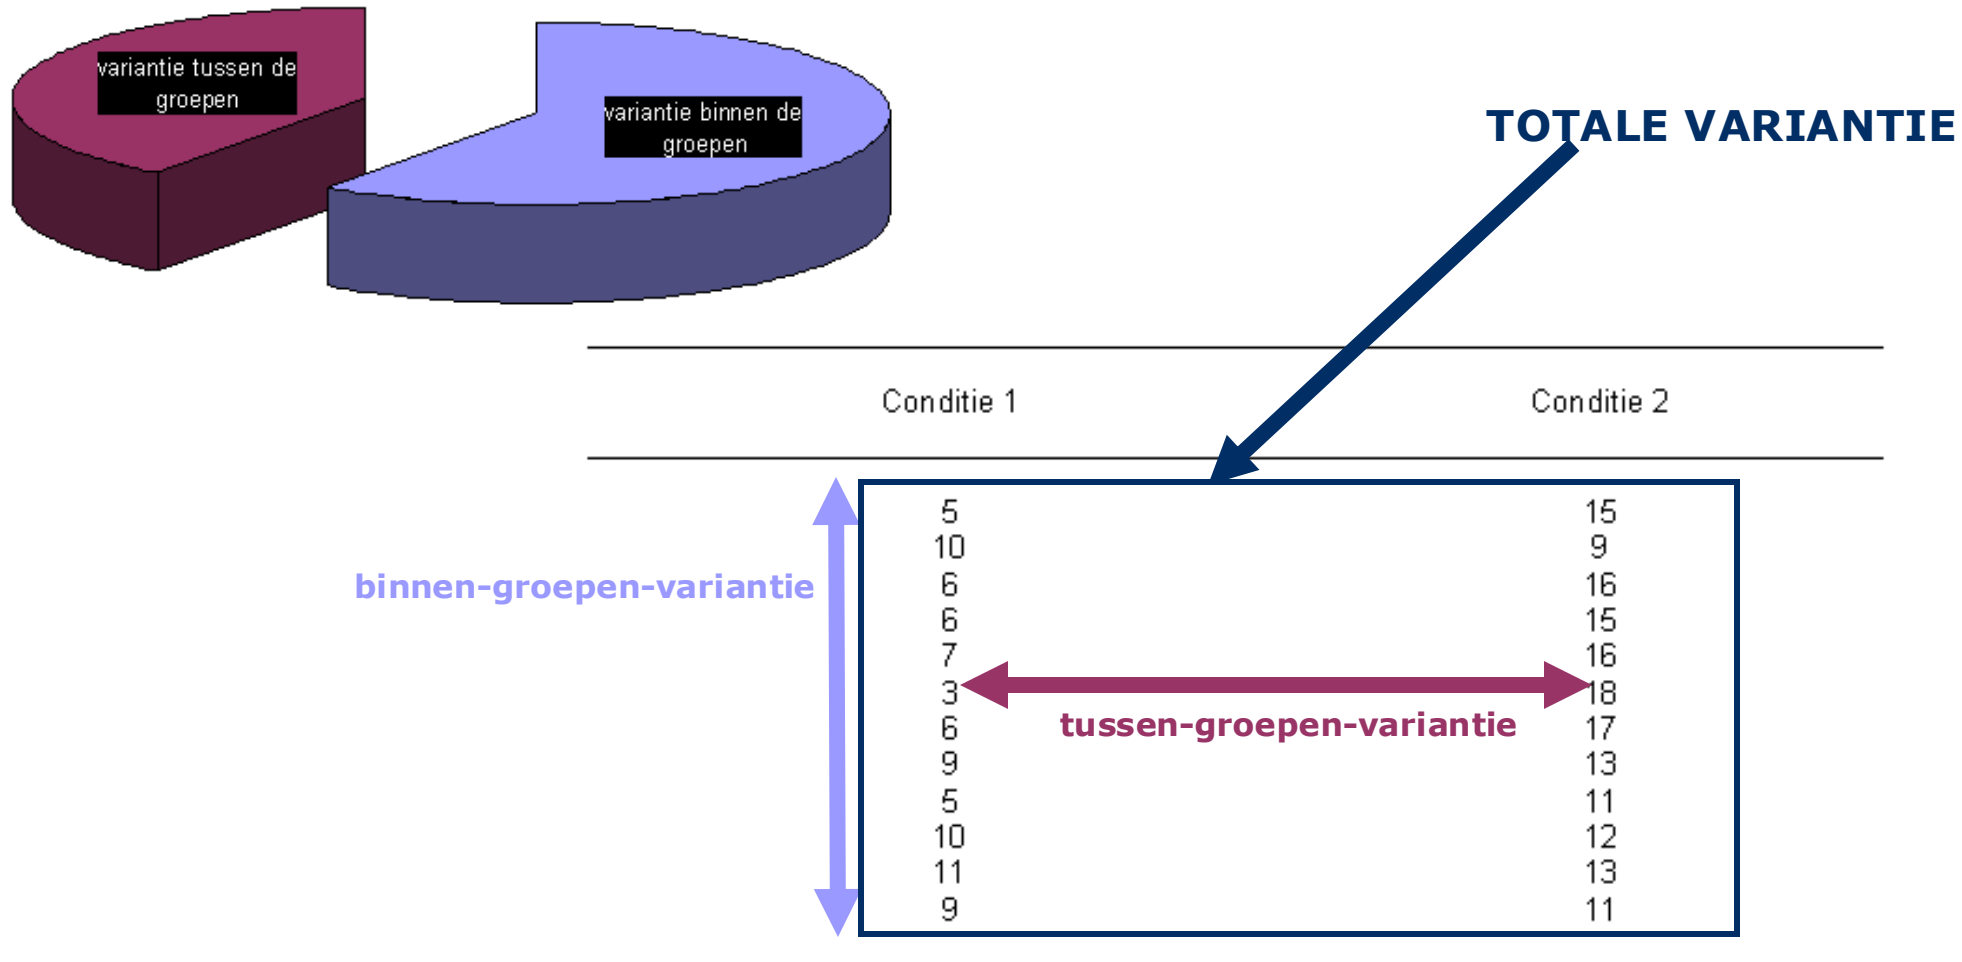 variantie tussen de
groepen
variantie binnen de
groepen
TOTALE VARIANTIE
Conditie 1 Conditie 2
5 15
10 9
6 16
6 15
7 16
3 18
6 17
9 13
5 11
10 12
11 13
9 11
binnen-groepen-variantie
tussen-groepen-variantie